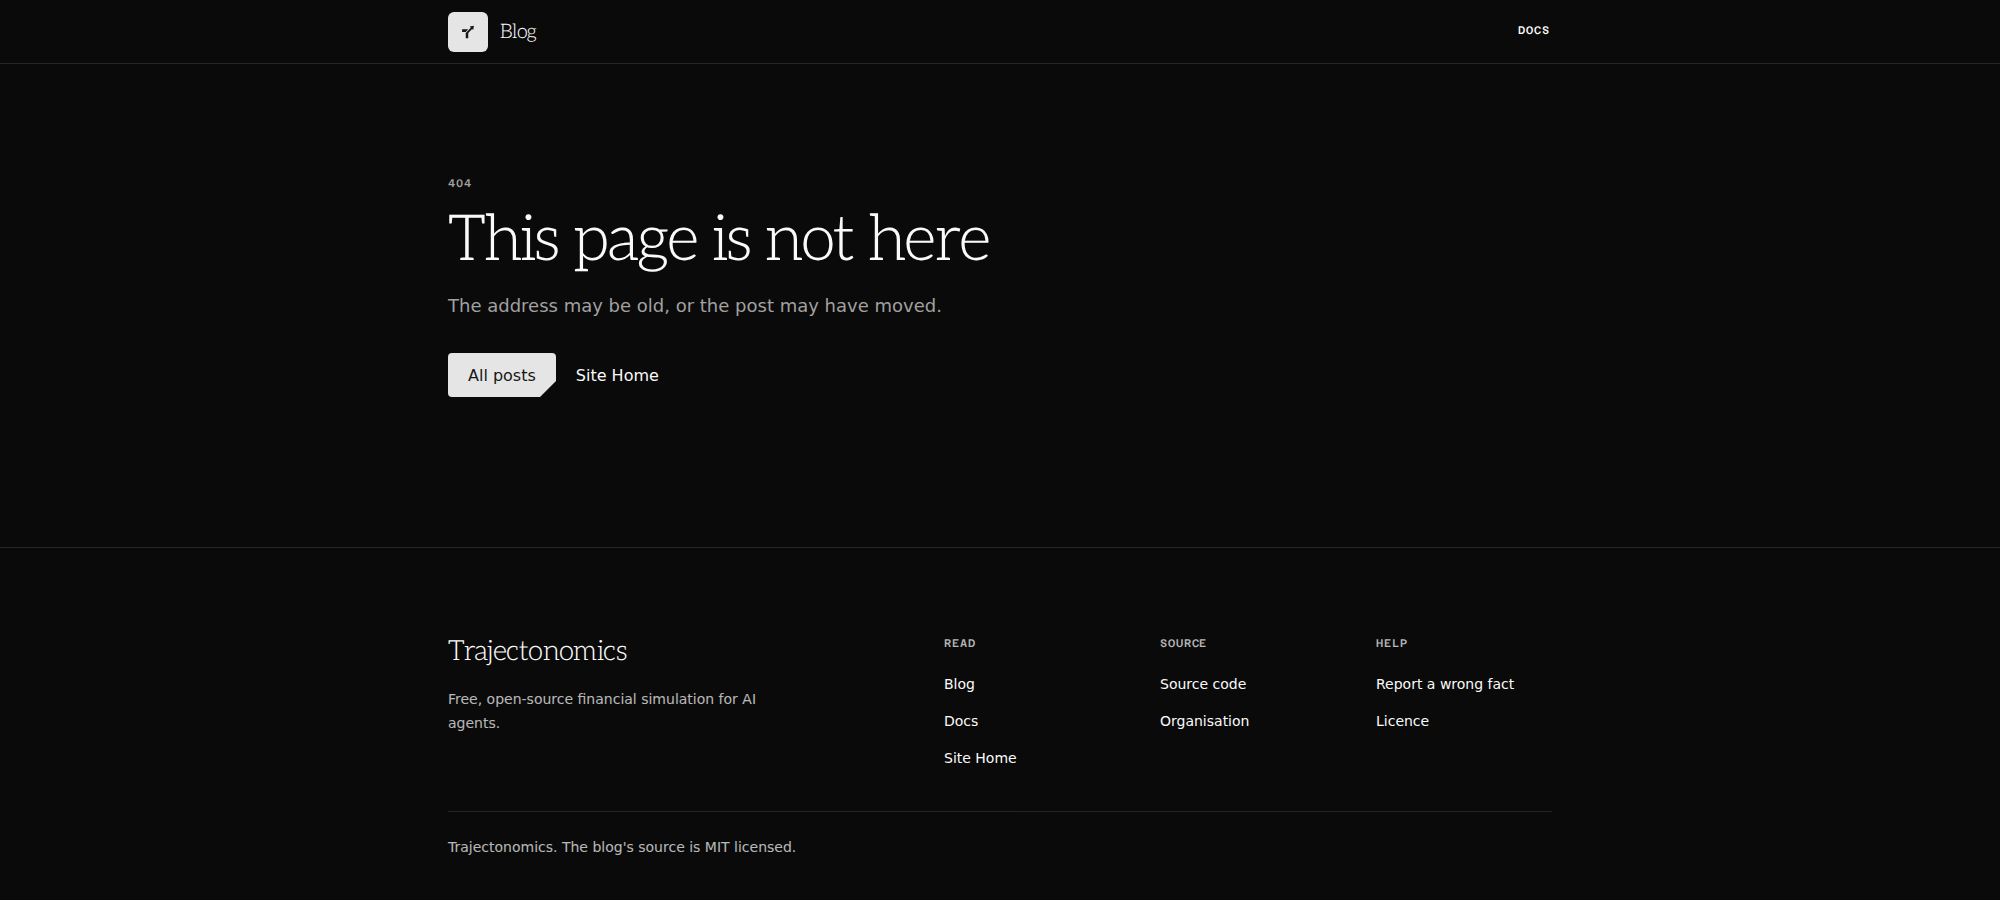 Blog
DOCS
404
This page is not here
The address may be old, or the post may have moved.
All posts
Site Home
Trajectonomics
Free, open-source financial simulation for AI
agents.
READ
Blog
Docs
Site Home
SOURCE
Source code
Organisation
HELP
Report a wrong fact
Licence
Trajectonomics. The blog's source is MIT licensed.